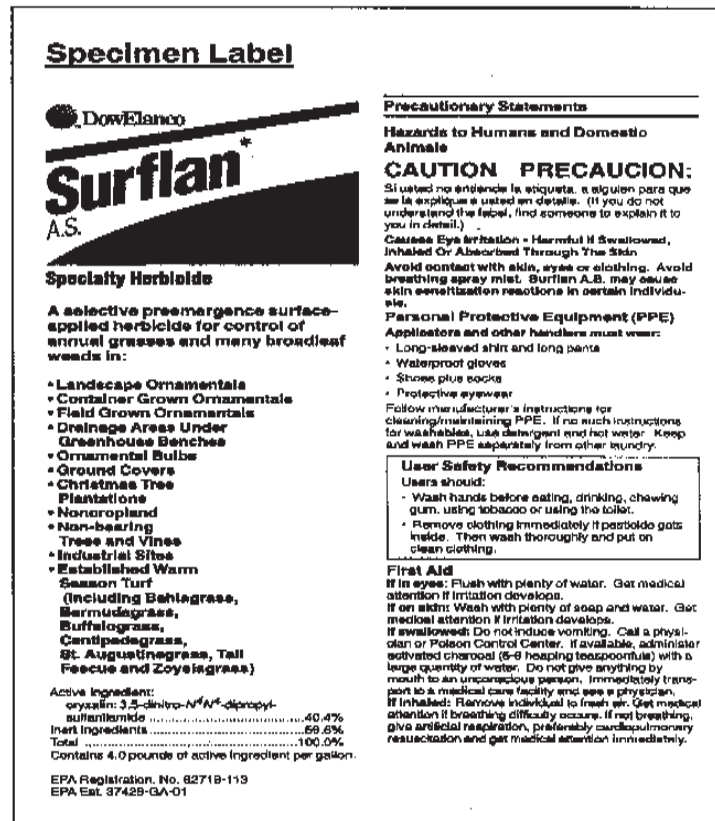 Specimen Label
DowElanco
Surflan*
A.S.
Specialty Herbicide
A selective preemergence surface-
applied herbicide for control of
annual grasses and many broadleaf
weeds in:
• Landscape Ornamentals
• Container Grown Ornamentals
• Field Grown Ornamentals
• Drainage Areas Under
Greenhouse Benches
• Ornamental Bulbs
• Ground Covers
• Christmas Tree
Plantations
• Noncropland
• Non-bearing
Trees and Vines
• Industrial Sites
• Established Warm
Season Turf
(Including Bahiagrass,
Bermudagrass,
Buffalograss,
Centipedegrass,
St. Augustinegrass, Tall
Fescue and Zoysiagrass)
Active Ingredient:
oryzalin: 3,5-dinitro-N⁴N⁴-dipropyl-
sulfanilamide ..............................40.4%
Inert Ingredients ..............................59.6%
Total ..............................100.0%
Contains 4.0 pounds of active ingredient per gallon.
EPA Registration. No. 62719-113
EPA Est. 37429-GA-01
Precautionary Statements
Hazards to Humans and Domestic
Animals
CAUTION PRECAUCION:
Si usted no entiende la etiqueta, a alguien para que
se la explique a usted en detalle. (If you do not
understand the label, find someone to explain it to
you in detail.)
Causes Eye Irritation • Harmful If Swallowed,
Inhaled Or Absorbed Through The Skin
Avoid contact with skin, eyes or clothing. Avoid
breathing spray mist. Surflan A.S. may cause
skin sensitization reactions in certain individu-
als.
Personal Protective Equipment (PPE)
Applicators and other handlers must wear:
• Long-sleeved shirt and long pants
• Waterproof gloves
• Shoes plus socks
• Protective eyewear
Follow manufacturer's instructions for
cleaning/maintaining PPE. If no such instructions
for washables, use detergent and hot water. Keep
and wash PPE separately from other laundry.
User Safety Recommendations
Users should:
• Wash hands before eating, drinking, chewing
gum, using tobacco or using the toilet.
• Remove clothing immediately if pesticide gets
inside. Then wash thoroughly and put on
clean clothing.
First Aid
If in eyes: Flush with plenty of water. Get medical
attention if irritation develops.
If on skin: Wash with plenty of soap and water. Get
medical attention if irritation develops.
If swallowed: Do not induce vomiting. Call a physi-
cian or Poison Control Center. If available, administer
activated charcoal (6-8 heaping teaspoonfuls) with a
large quantity of water. Do not give anything by
mouth to an unconscious person. Immediately trans-
port to a medical care facility and see a physician.
If inhaled: Remove individual to fresh air. Get medical
attention if breathing difficulty occurs. If not breathing,
give artificial respiration, preferably cardiopulmonary
resuscitation and get medical attention immediately.